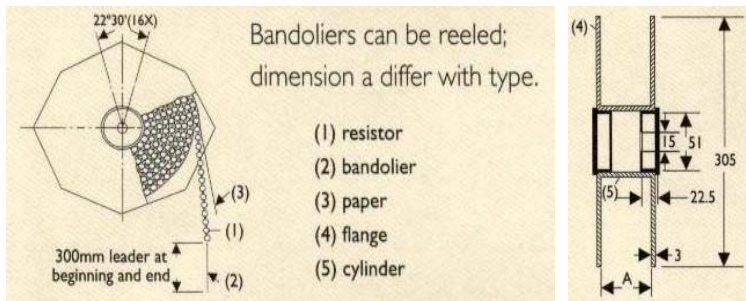 22°30'(16X)
Bandoliers can be reeled;
dimension a differ with type.
(1) resistor
(2) bandolier
(3) paper
(4) flange
(5) cylinder
(3)
(1)
(2)
300mm leader at
beginning and end
(4)
15
51
305
(5)
22.5
3
A